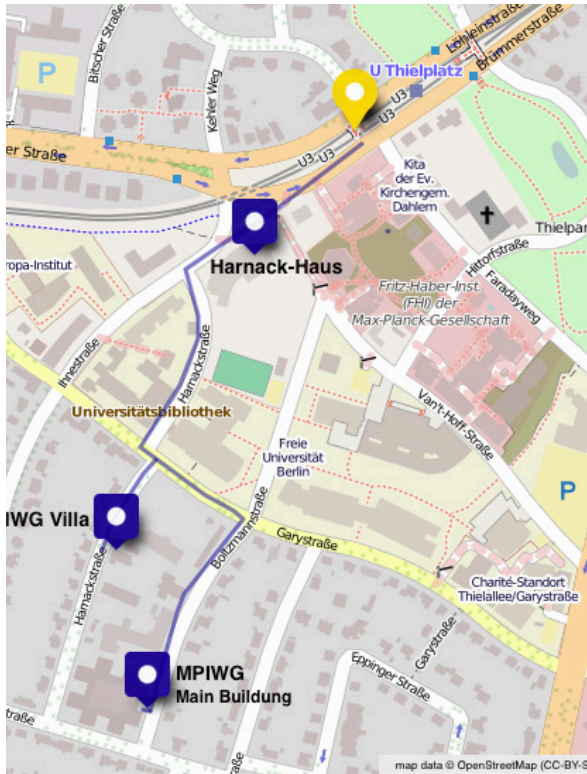 Bitscher Straße
P
Kehler Weg
Löhleinstraße
Brümmerstraße
U Thielplatz
U3
U3
U3
U3
er Straße
Kita
der Ev.
Kirchengem.
Dahlem
Thielpar
Hittorfstraße
Faradayweg
Harnack-Haus
ropa-Institut
Fritz-Haber-Inst.
(FHI) der
Max-Planck-Gesellschaft
Ihnestraße
Harnackstraße
Van't-Hoff-Straße
Universitätsbibliothek
Freie
Universität
Berlin
P
IWG Villa
Boltzmannstraße
Garystraße
Harnackstraße
Charité-Standort
Thielallee/Garystraße
Garystraße
Eppinger Straße
MPIWG
Main Buildung
map data © OpenStreetMap (CC-BY-S